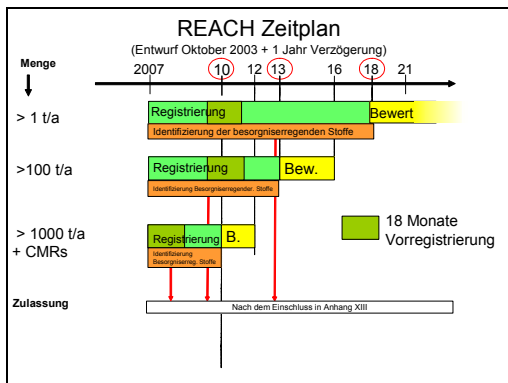 REACH Zeitplan
(Entwurf Oktober 2003 + 1 Jahr Verzögerung)
Menge
2007 10 12 13 16 18 21
> 1 t/a
Registrierung
Bewert
Identifizierung der besorgniserregenden Stoffe
>100 t/a
Registrierung
Bew.
Identifizierung Besorgniserregender. Stoffe
> 1000 t/a
+ CMRs
Registrierung
B.
Identifizierung
Besorgniserreg. Stoffe
18 Monate
Vorregistrierung
Zulassung
Nach dem Einschluss in Anhang XIII